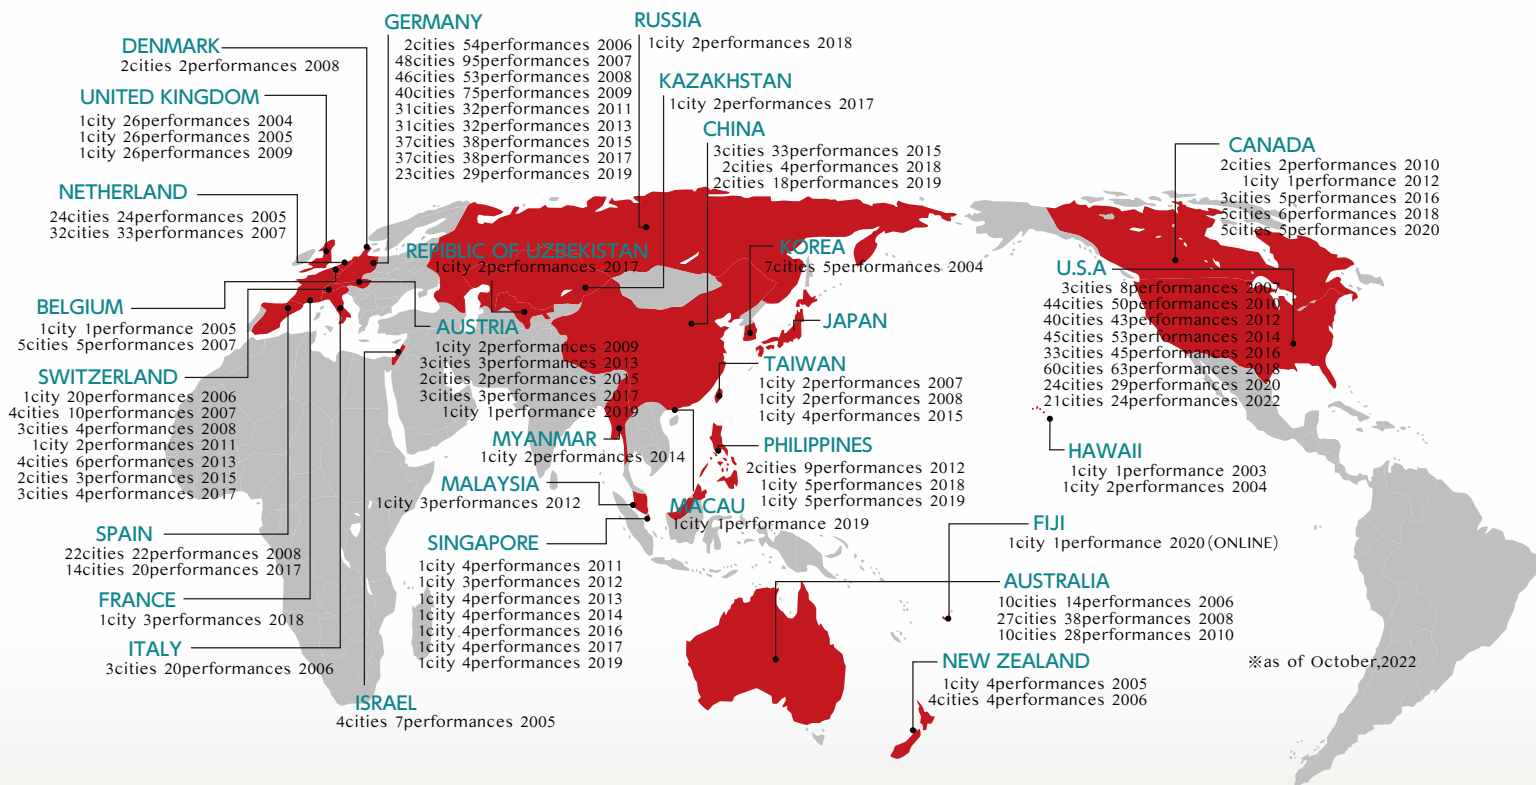 GERMANY
2cities 54performances 2006
48cities 95performances 2007
46cities 53performances 2008
40cities 75performances 2009
31cities 32performances 2011
31cities 32performances 2013
37cities 38performances 2015
37cities 38performances 2017
23cities 29performances 2019
RUSSIA
1city 2performances 2018
DENMARK
2cities 2performances 2008
KAZAKHSTAN
1city 2performances 2017
UNITED KINGDOM
1city 26performances 2004
1city 26performances 2005
1city 26performances 2009
CHINA
3cities 33performances 2015
2cities 4performances 2018
2cities 18performances 2019
CANADA
2cities 2performances 2010
1city 1performance 2012
3cities 5performances 2016
5cities 6performances 2018
5cities 5performances 2020
NETHERLAND
24cities 24performances 2005
32cities 33performances 2007
REPIBLIC OF UZBEKISTAN
1city 2performances 2017
KOREA
7cities 5performances 2004
U.S.A
3cities 8performances 2007
44cities 50performances 2010
40cities 43performances 2012
45cities 53performances 2014
33cities 45performances 2016
60cities 63performances 2018
24cities 29performances 2020
21cities 24performances 2022
BELGIUM
1city 1performance 2005
5cities 5performances 2007
AUSTRIA
1city 2performances 2009
3cities 3performances 2013
2cities 2performances 2015
3cities 3performances 2017
1city 1performance 2019
JAPAN
TAIWAN
1city 2performances 2007
1city 2performances 2008
1city 4performances 2015
SWITZERLAND
1city 20performances 2006
4cities 10performances 2007
3cities 4performances 2008
1city 2performances 2011
4cities 6performances 2013
2cities 3performances 2015
3cities 4performances 2017
MYANMAR
1city 2performances 2014
PHILIPPINES
2cities 9performances 2012
1city 5performances 2018
1city 5performances 2019
HAWAII
1city 1performance 2003
1city 2performances 2004
MALAYSIA
1city 3performances 2012
MACAU
1city 1performance 2019
SPAIN
22cities 22performances 2008
14cities 20performances 2017
SINGAPORE
1city 4performances 2011
1city 3performances 2012
1city 4performances 2013
1city 4performances 2014
1city 4performances 2016
1city 4performances 2017
1city 4performances 2019
FIJI
1city 1performance 2020(ONLINE)
FRANCE
1city 3performances 2018
AUSTRALIA
10cities 14performances 2006
27cities 38performances 2008
10cities 28performances 2010
ITALY
3cities 20performances 2006
NEW ZEALAND
1city 4performances 2005
4cities 4performances 2006
※as of October,2022
ISRAEL
4cities 7performances 2005